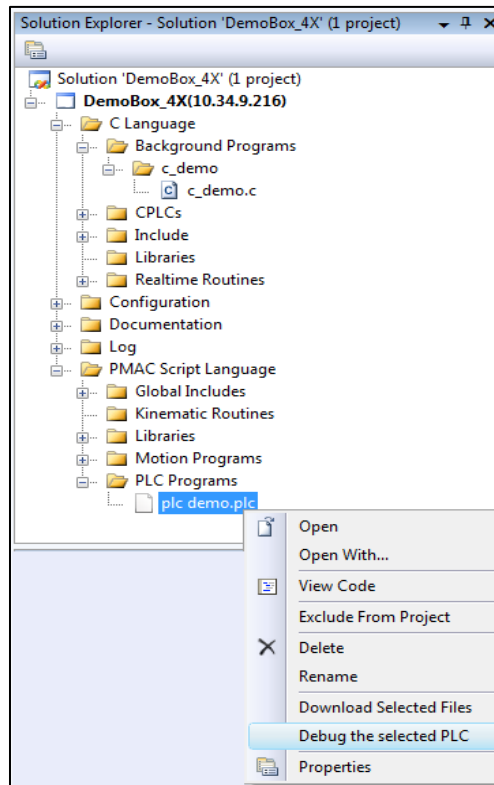 Solution Explorer - Solution 'DemoBox_4X' (1 project)
Solution 'DemoBox_4X' (1 project)
DemoBox_4X(10.34.9.216)
C Language
Background Programs
c_demo
c_demo.c
CPLCs
Include
Libraries
Realtime Routines
Configuration
Documentation
Log
PMAC Script Language
Global Includes
Kinematic Routines
Libraries
Motion Programs
PLC Programs
plc demo.plc
Open
Open With...
View Code
Exclude From Project
Delete
Rename
Download Selected Files
Debug the selected PLC
Properties